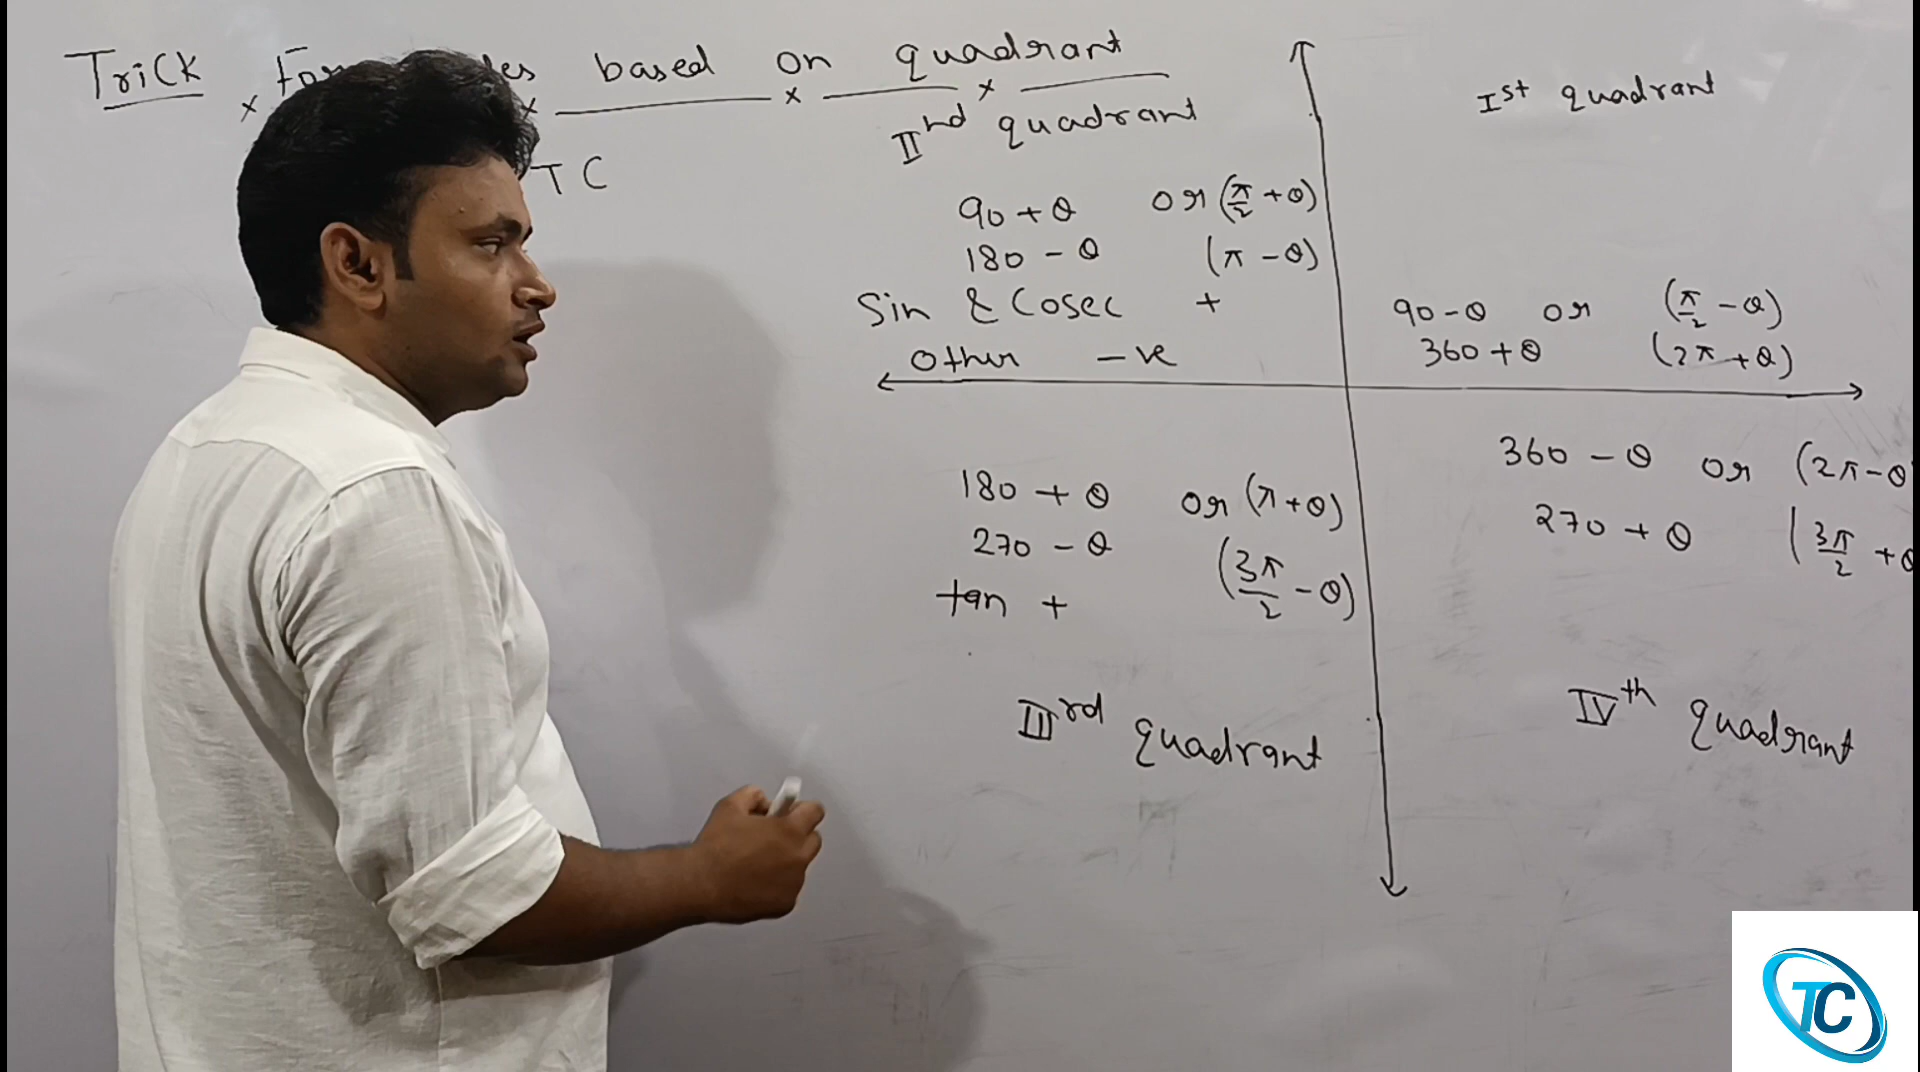 Trick based on quadrant
TC
IInd quadrant
90 + θ or (π/2 + θ)
180 - θ (π - θ)
Sin & Cosec +
other -ve
Ist quadrant
90 - θ or (π/2 - θ)
360 + θ (2π + θ)
180 + θ or (π + θ)
270 - θ (3π/2 - θ)
tan +
IIIrd quadrant
360 - θ or (2π - θ
270 + θ (3π/2 + θ
IVth quadrant
TC